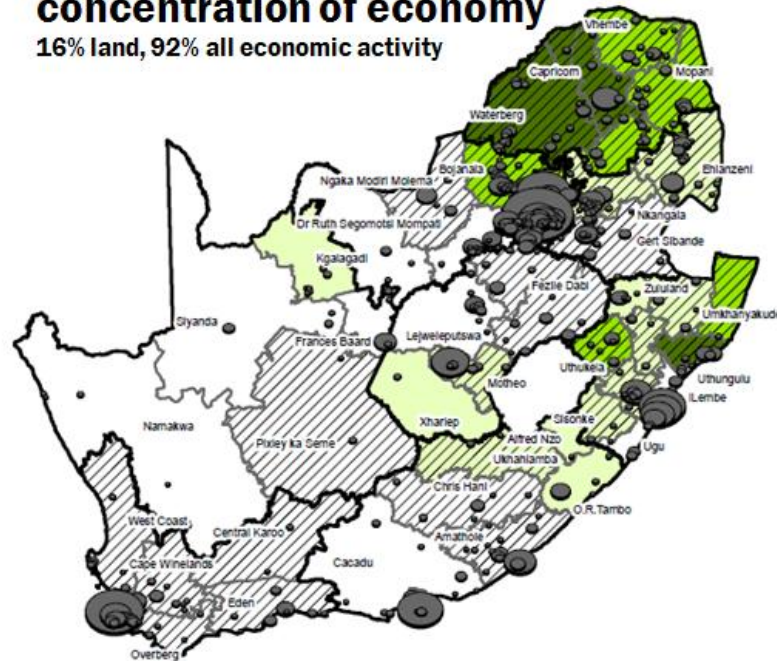 concentration of economy
16% land, 92% all economic activity
Vhembe
Capricorn
Mopani
Waterberg
Bojanala
Ehlanzeni
Ngaka Modiri Molema
Nkangala
Dr Ruth Segomotsi Mompati
Gert Sibande
Kgalagadi
Fezile Dabi
Zululand
Umkhanyakude
Siyanda
Frances Baard
Lejweleputswa
Uthukela
Uthungulu
Motheo
iLembe
Xhariep
Sisonke
Namakwa
Alfred Nzo
Pixley ka Seme
Ukhahlamba
Ugu
Chris Hani
O.R.Tambo
West Coast
Central Karoo
Amathole
Cape Winelands
Cacadu
Eden
Overberg